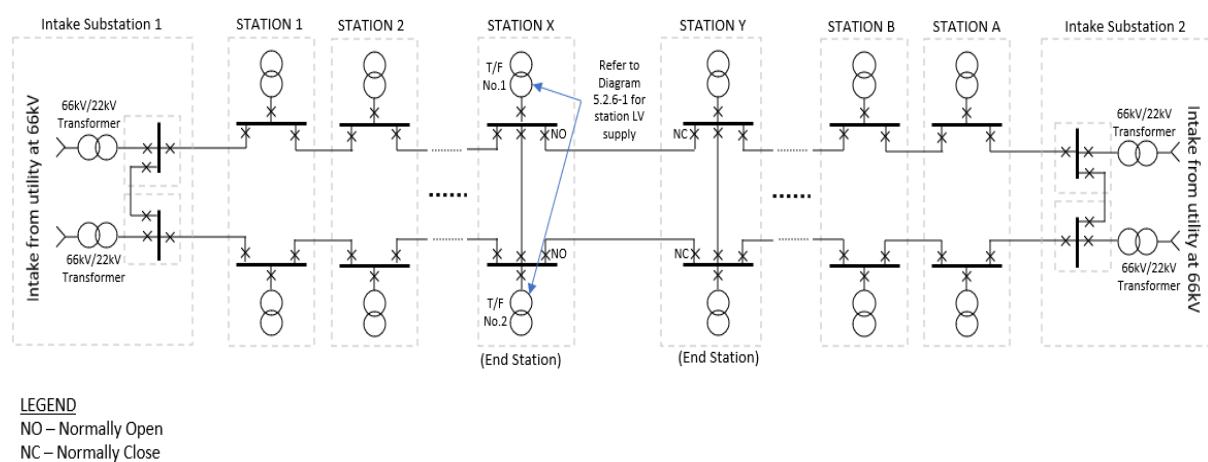 Intake Substation 1
STATION 1
STATION 2
STATION X
STATION Y
STATION B
STATION A
Intake Substation 2
Intake from utility at 66kV
66kV/22kV
Transformer
66kV/22kV
Transformer
T/F
No.1
NO
Refer to
Diagram
5.2.6-1 for
station LV
supply
NC
NO
T/F
No.2
(End Station)
NC
(End Station)
66kV/22kV
Transformer
66kV/22kV
Transformer
Intake from utility at 66kV
LEGEND
NO – Normally Open
NC – Normally Close